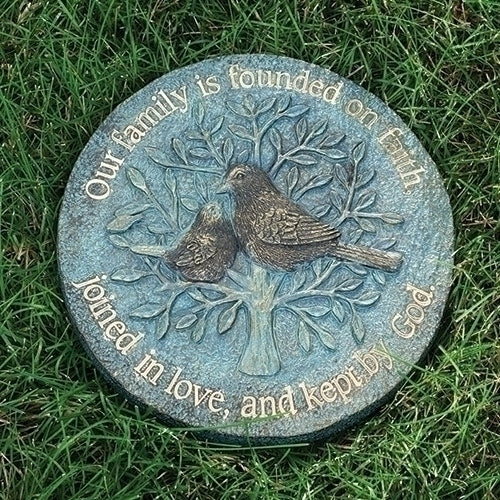 Our family is founded on faith
joined in love, and kept by God.